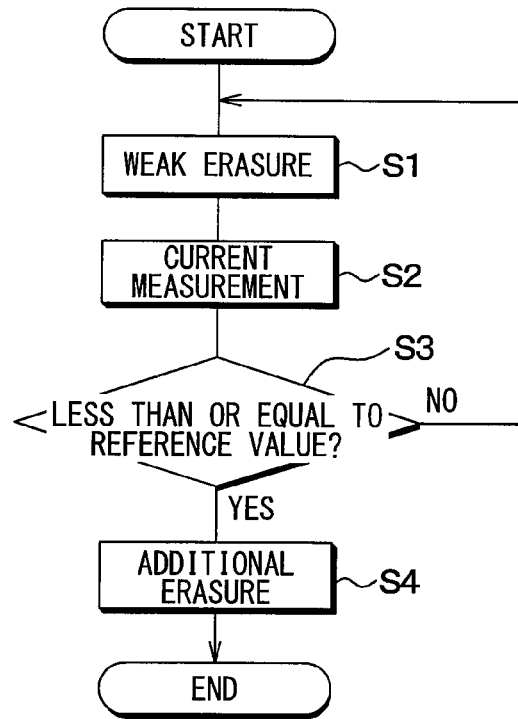 START
WEAK ERASURE
S1
CURRENT
MEASUREMENT
S2
S3
LESS THAN OR EQUAL TO
REFERENCE VALUE?
NO
YES
ADDITIONAL
ERASURE
S4
END